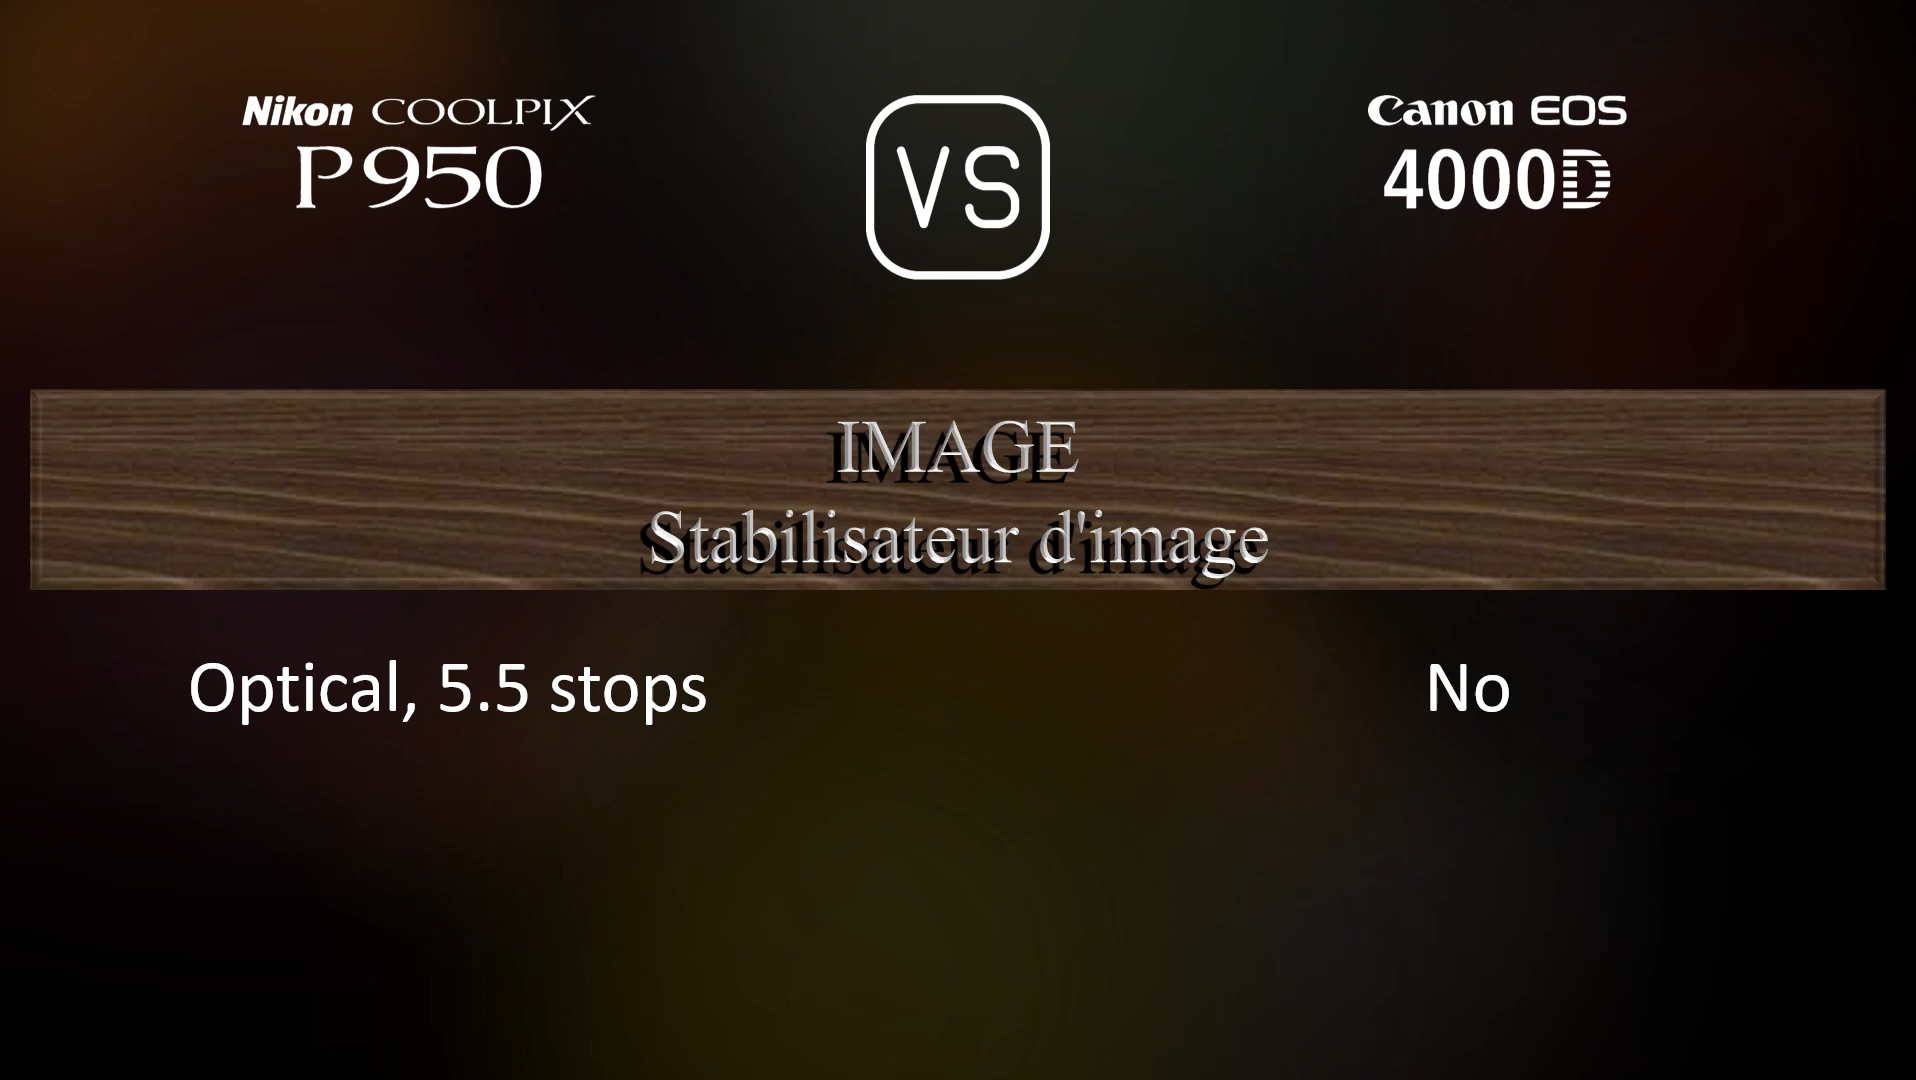 Nikon COOLPIX
P950
VS
Canon EOS
4000D
IMAGE
Stabilisateur d'image
Optical, 5.5 stops
No